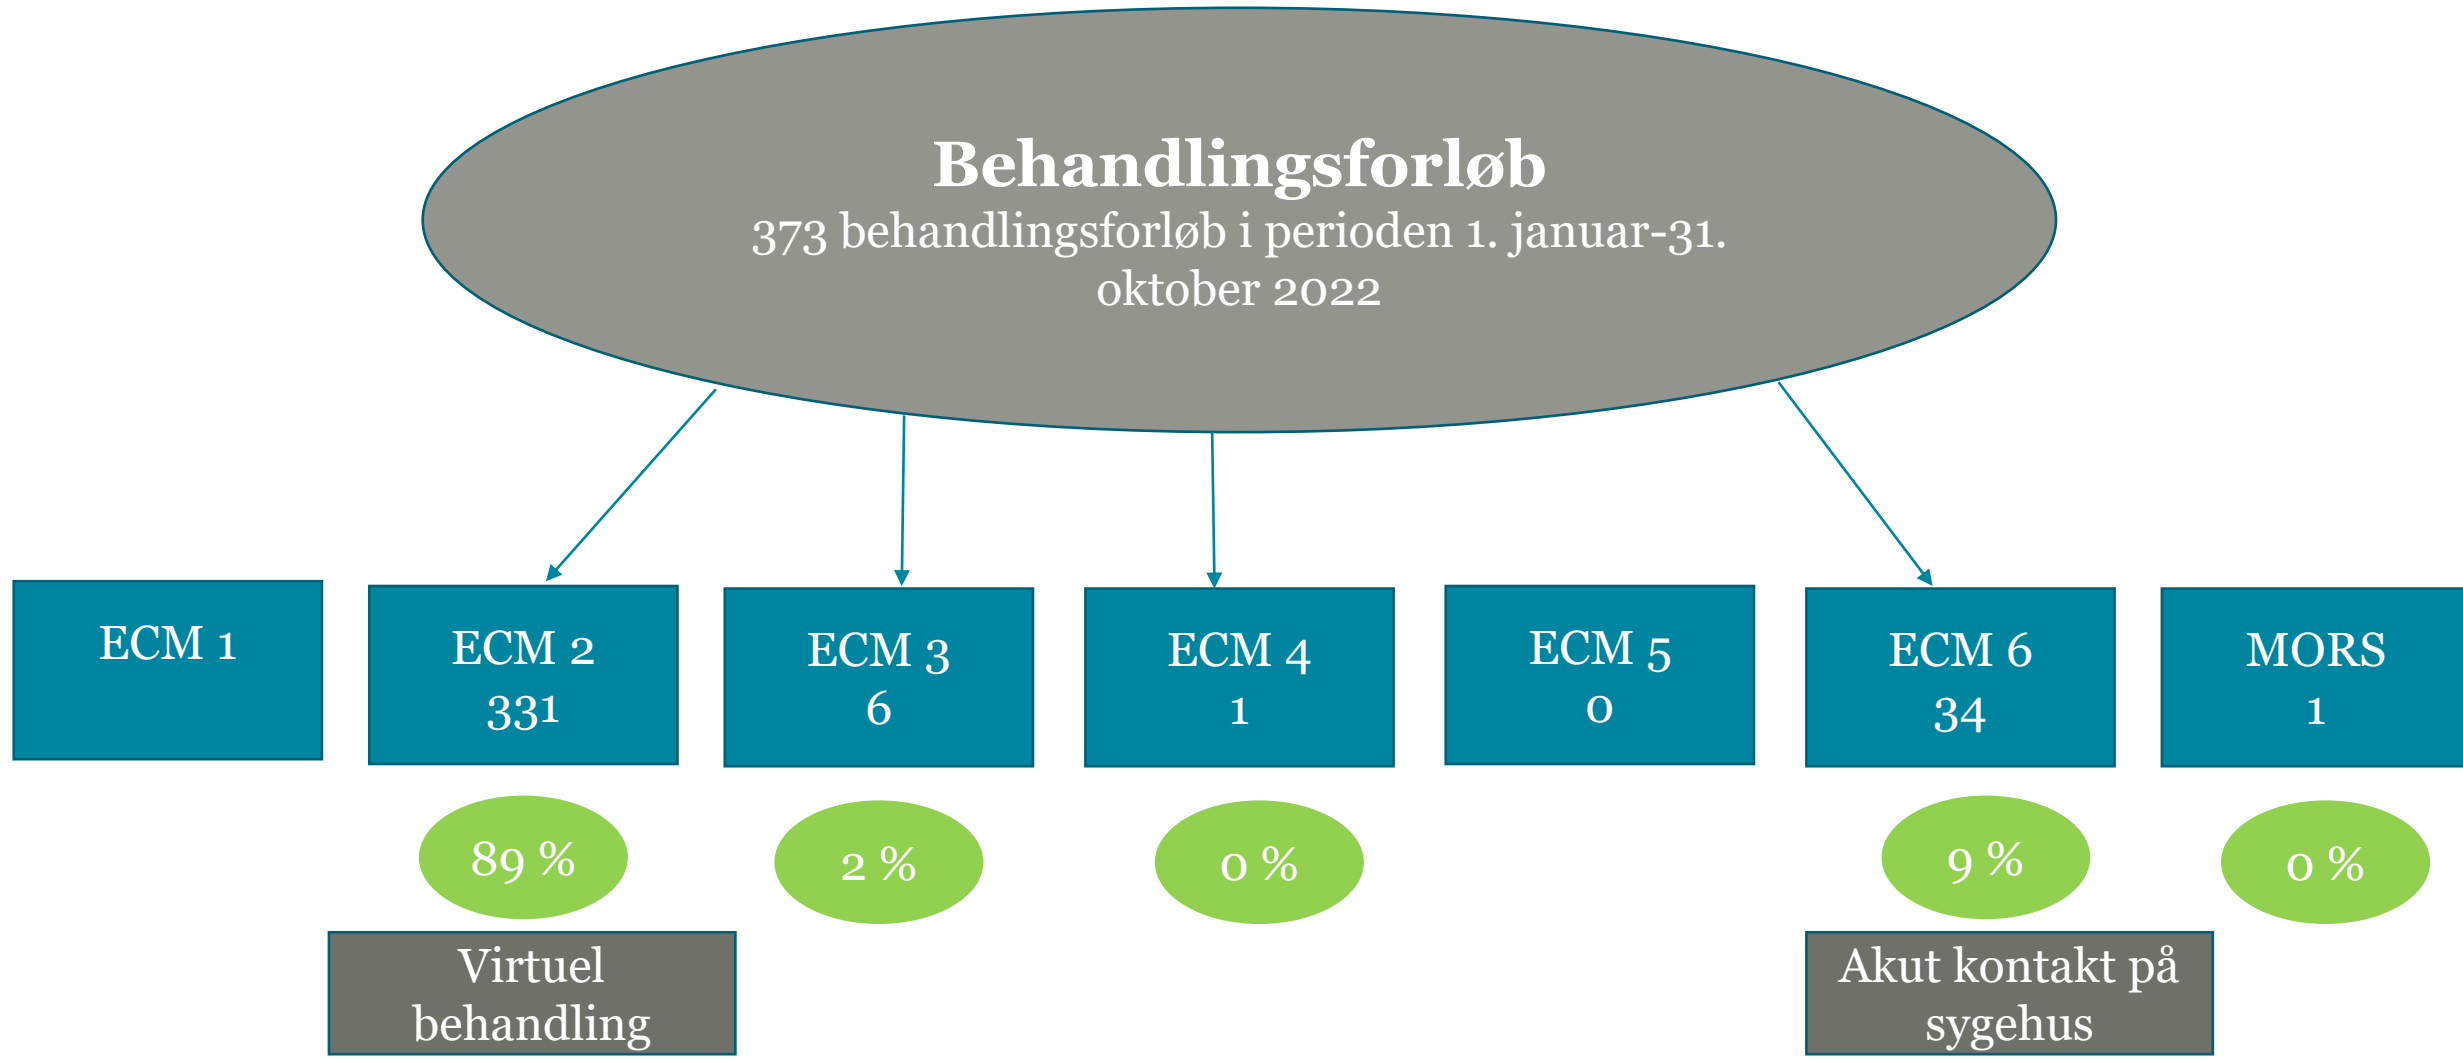 Behandlingsforløb
373 behandlingsforløb i perioden 1. januar-31.
oktober 2022
ECM 1
ECM 2
331
ECM 3
6
ECM 4
1
ECM 5
0
ECM 6
34
MORS
1
89 %
2 %
0 %
9 %
0 %
Virtuel
behandling
Akut kontakt på
sygehus